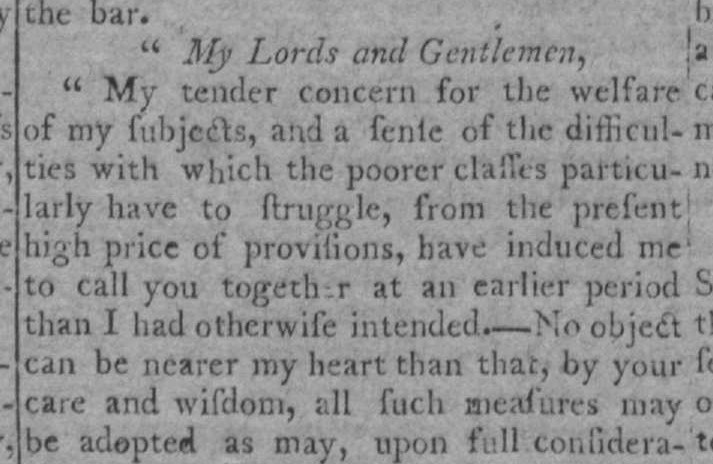 the bar.
“ My Lords and Gentlemen,
“ My tender concern for the welfare
of my ſubjects, and a ſenſe of the difficul-
ties with which the poorer claſſes particu-
larly have to ſtruggle, from the preſent
high price of proviſions, have induced me
to call you together at an earlier period
than I had otherwiſe intended.—No object
can be nearer my heart than that, by your
care and wiſdom, all ſuch meaſures may
be adopted as may, upon full conſidera-